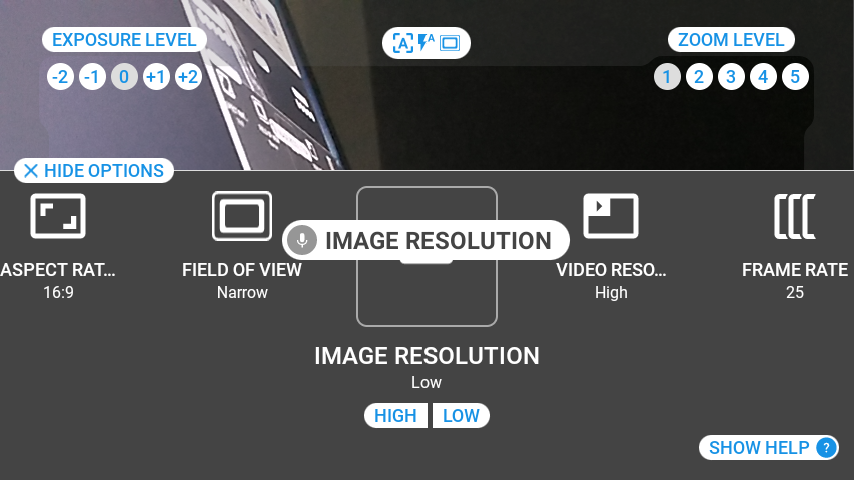 EXPOSURE LEVEL
-2 -1 0 +1 +2
A A
ZOOM LEVEL
1 2 3 4 5
HIDE OPTIONS
IMAGE RESOLUTION
ASPECT RAT...
16:9
FIELD OF VIEW
Narrow
VIDEO RESO...
High
FRAME RATE
25
IMAGE RESOLUTION
Low
HIGH LOW
SHOW HELP ?